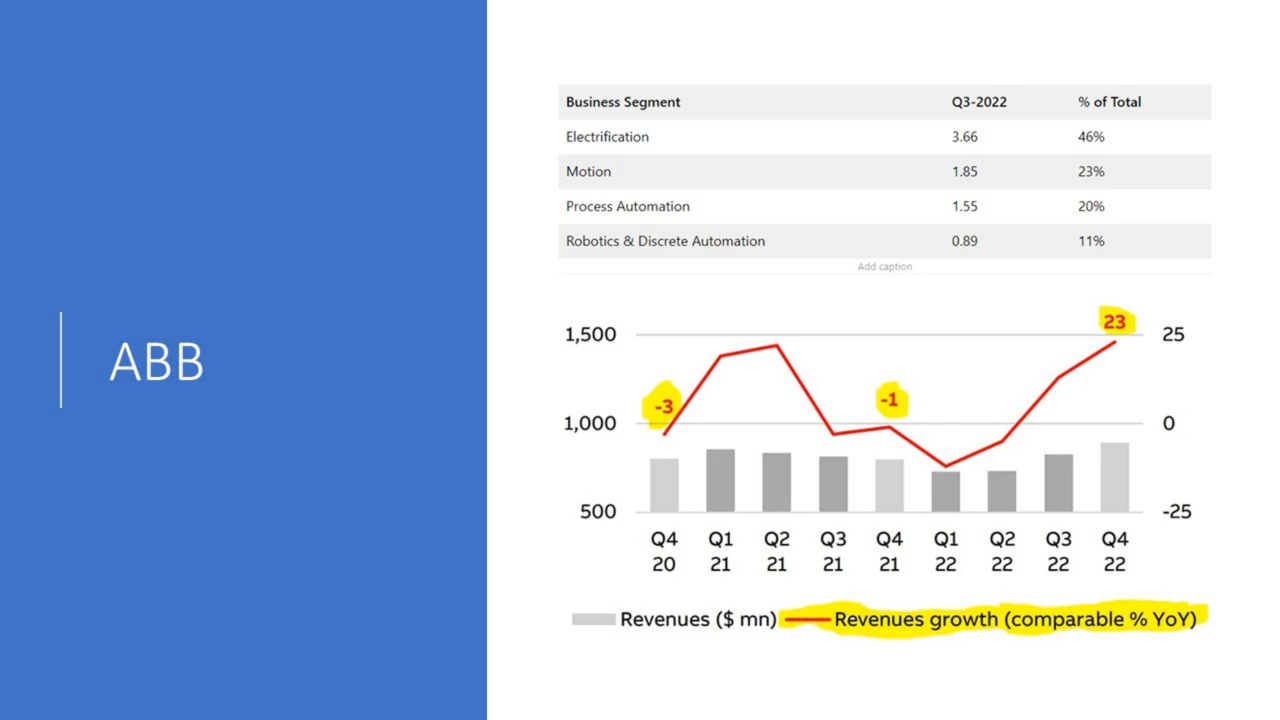 ABB
Business Segment Q3-2022 % of Total
Electrification 3.66 46%
Motion 1.85 23%
Process Automation 1.55 20%
Robotics & Discrete Automation 0.89 11%
Add caption
23
1,500 25
-3 -1
1,000 0
500 -25
Q4 Q1 Q2 Q3 Q4 Q1 Q2 Q3 Q4
20 21 21 21 21 22 22 22 22
Revenues ($ mn) Revenues growth (comparable % YoY)